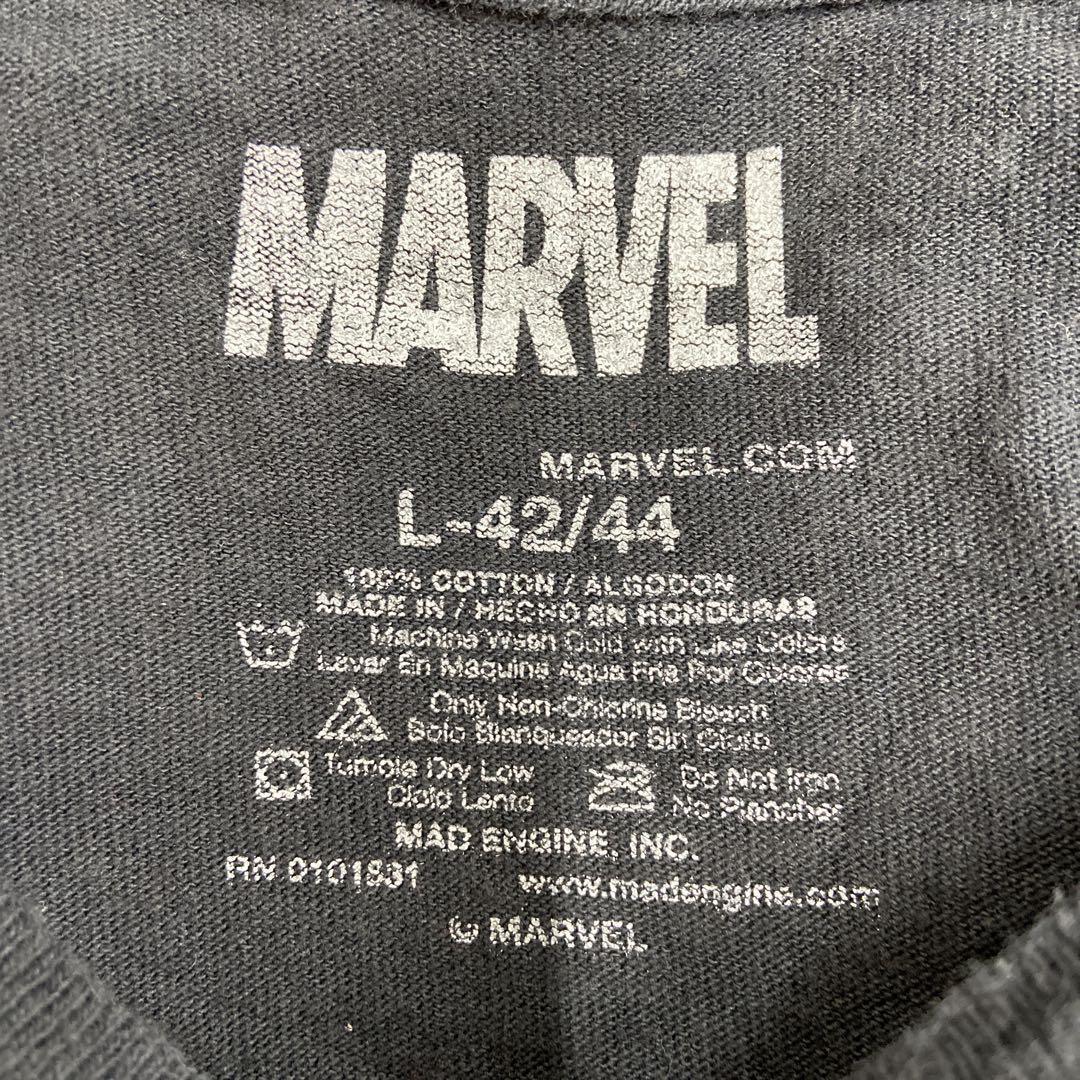 MARVEL
MARVEL.COM
L-42/44
100% COTTON / ALGODON
MADE IN / HECHO EN HONDURAS
Machine Wash Cold with Like Colors
Lavar En Maquina Agua Fria Por Colores
Only Non-Chlorine Bleach
Solo Blanqueador Sin Cloro
Tumble Dry Low
Ciclo Lento
Do Not Iron
No Planchar
MAD ENGINE, INC.
RN 0101831 www.madengine.com
© MARVEL